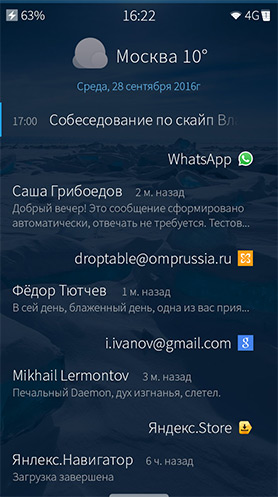 63% 16:22 4G
Москва 10°
Среда, 28 сентября 2016г
17:00 Собеседование по скайп Вл
WhatsApp
Саша Грибоедов 2 м. назад
Добрый вечер! Это сообщение сформировано
автоматически, отвечать не требуется. Тестов...
droptable@omprussia.ru
Фёдор Тютчев 1 м. назад
В сей день, блаженный день, одна из вас прия...
i.ivanov@gmail.com
Mikhail Lermontov 3 м. назад
Печальный Daemon, дух изгнанья, слетел.
Яндекс.Store
Янлекс.Навигатор 6 ч. назад
Загрузка завершена